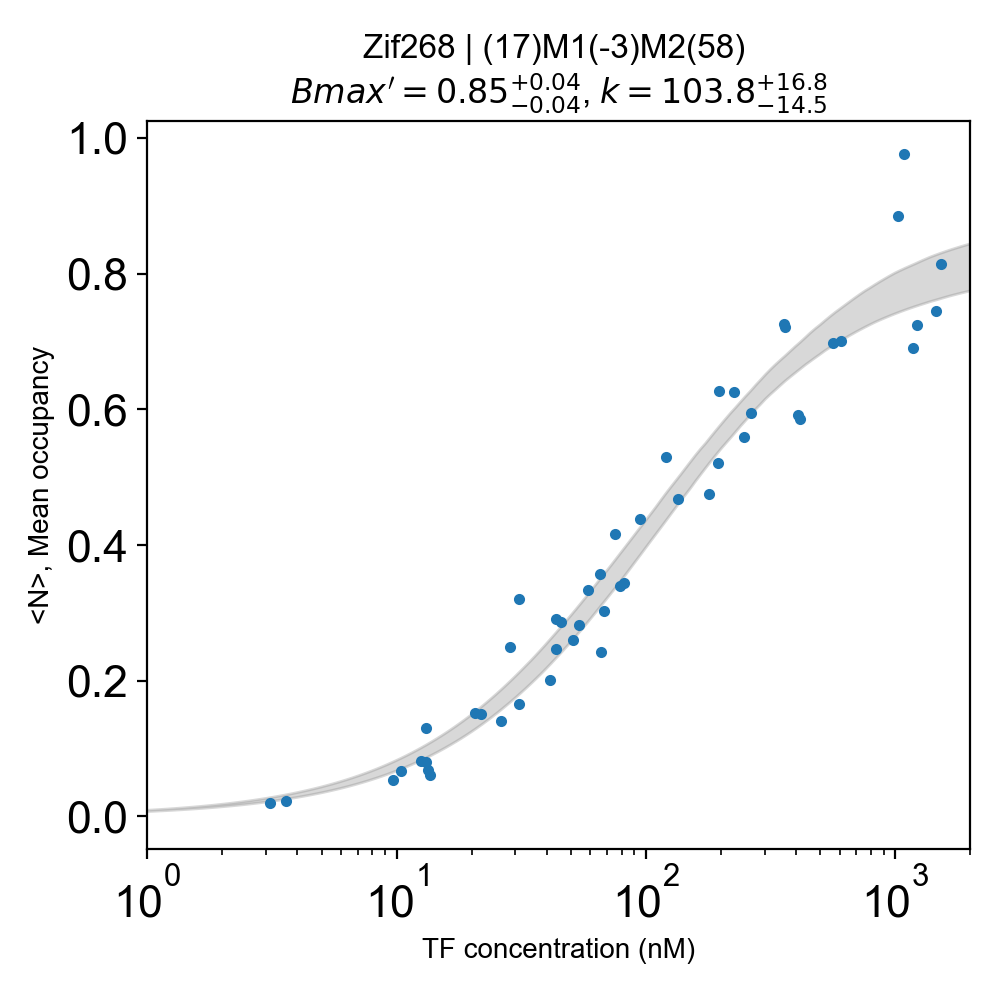 Zif268 | (17)M1(-3)M2(58)
Bmax′ = 0.85 +0.04 −0.04, k = 103.8 +16.8 −14.5
1.0
0.8
0.6
0.4
0.2
0.0
<N>, Mean occupancy
10^0 10^1 10^2 10^3
TF concentration (nM)